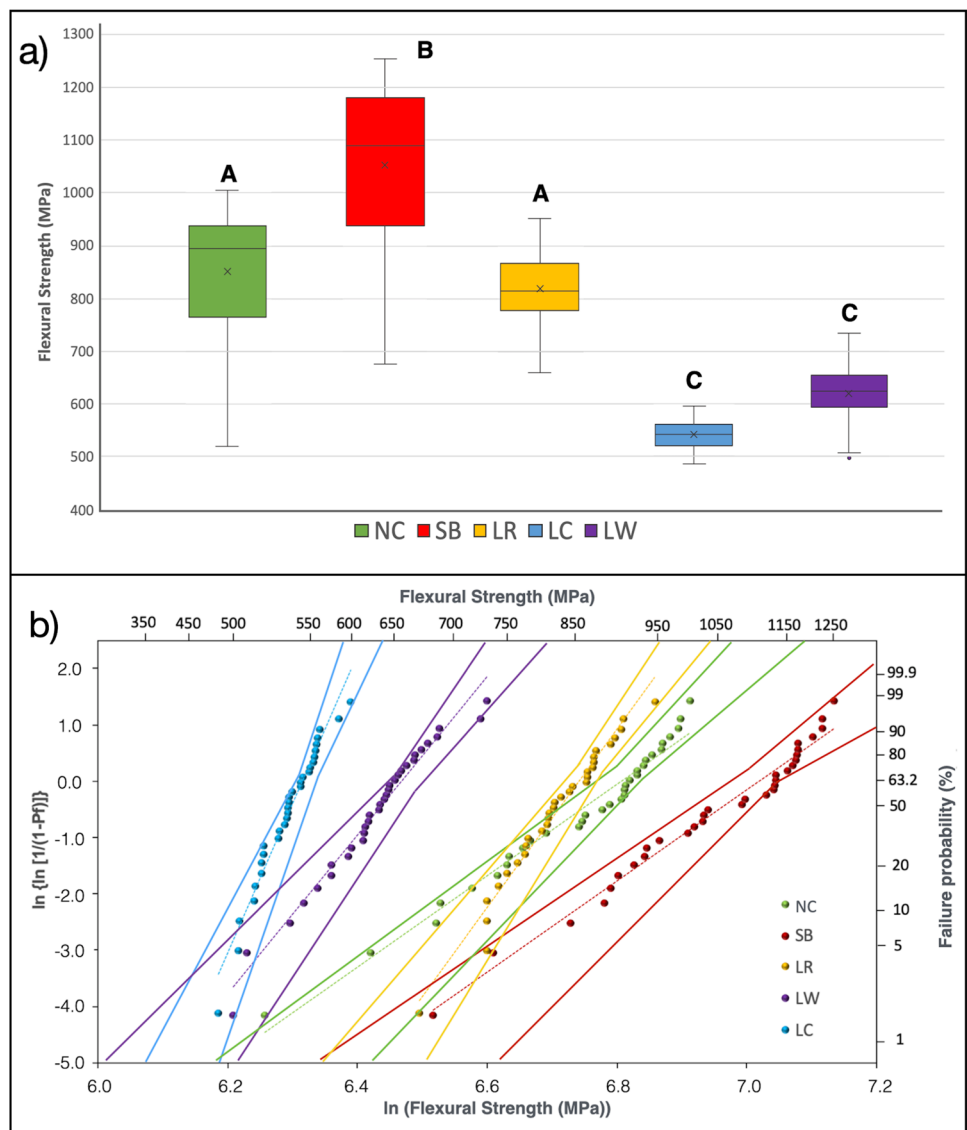 a)
1300
1200
1100
1000
900
800
700
600
500
400
Flexural Strength (MPa)
A
B
A
C
C
NC SB LR LC LW
b)
Flexural Strength (MPa)
350 450 500 550 600 650 700 750 850 950 1050 1150 1250
2.0
1.0
0.0
-1.0
-2.0
-3.0
-4.0
-5.0
ln {ln [1/(1-Pf)]}
99.9
99
90
80
63.2
50
20
10
5
1
Failure probability (%)
NC
SB
LR
LW
LC
6.0 6.2 6.4 6.6 6.8 7.0 7.2
ln (Flexural Strength (MPa))